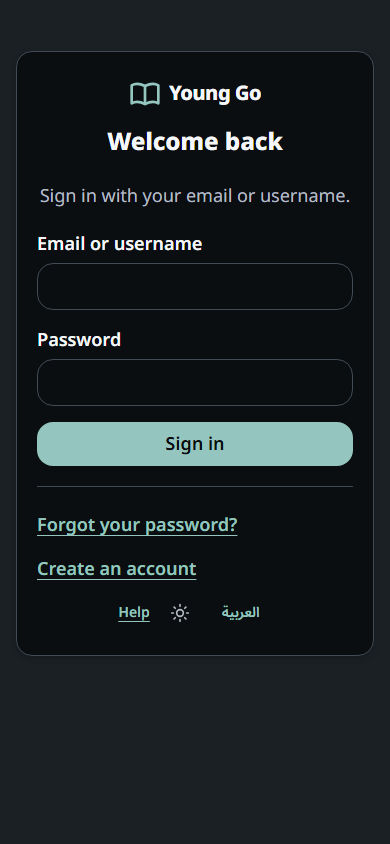 Young Go
Welcome back
Sign in with your email or username.
Email or username
Password
Sign in
Forgot your password?
Create an account
Help العربية